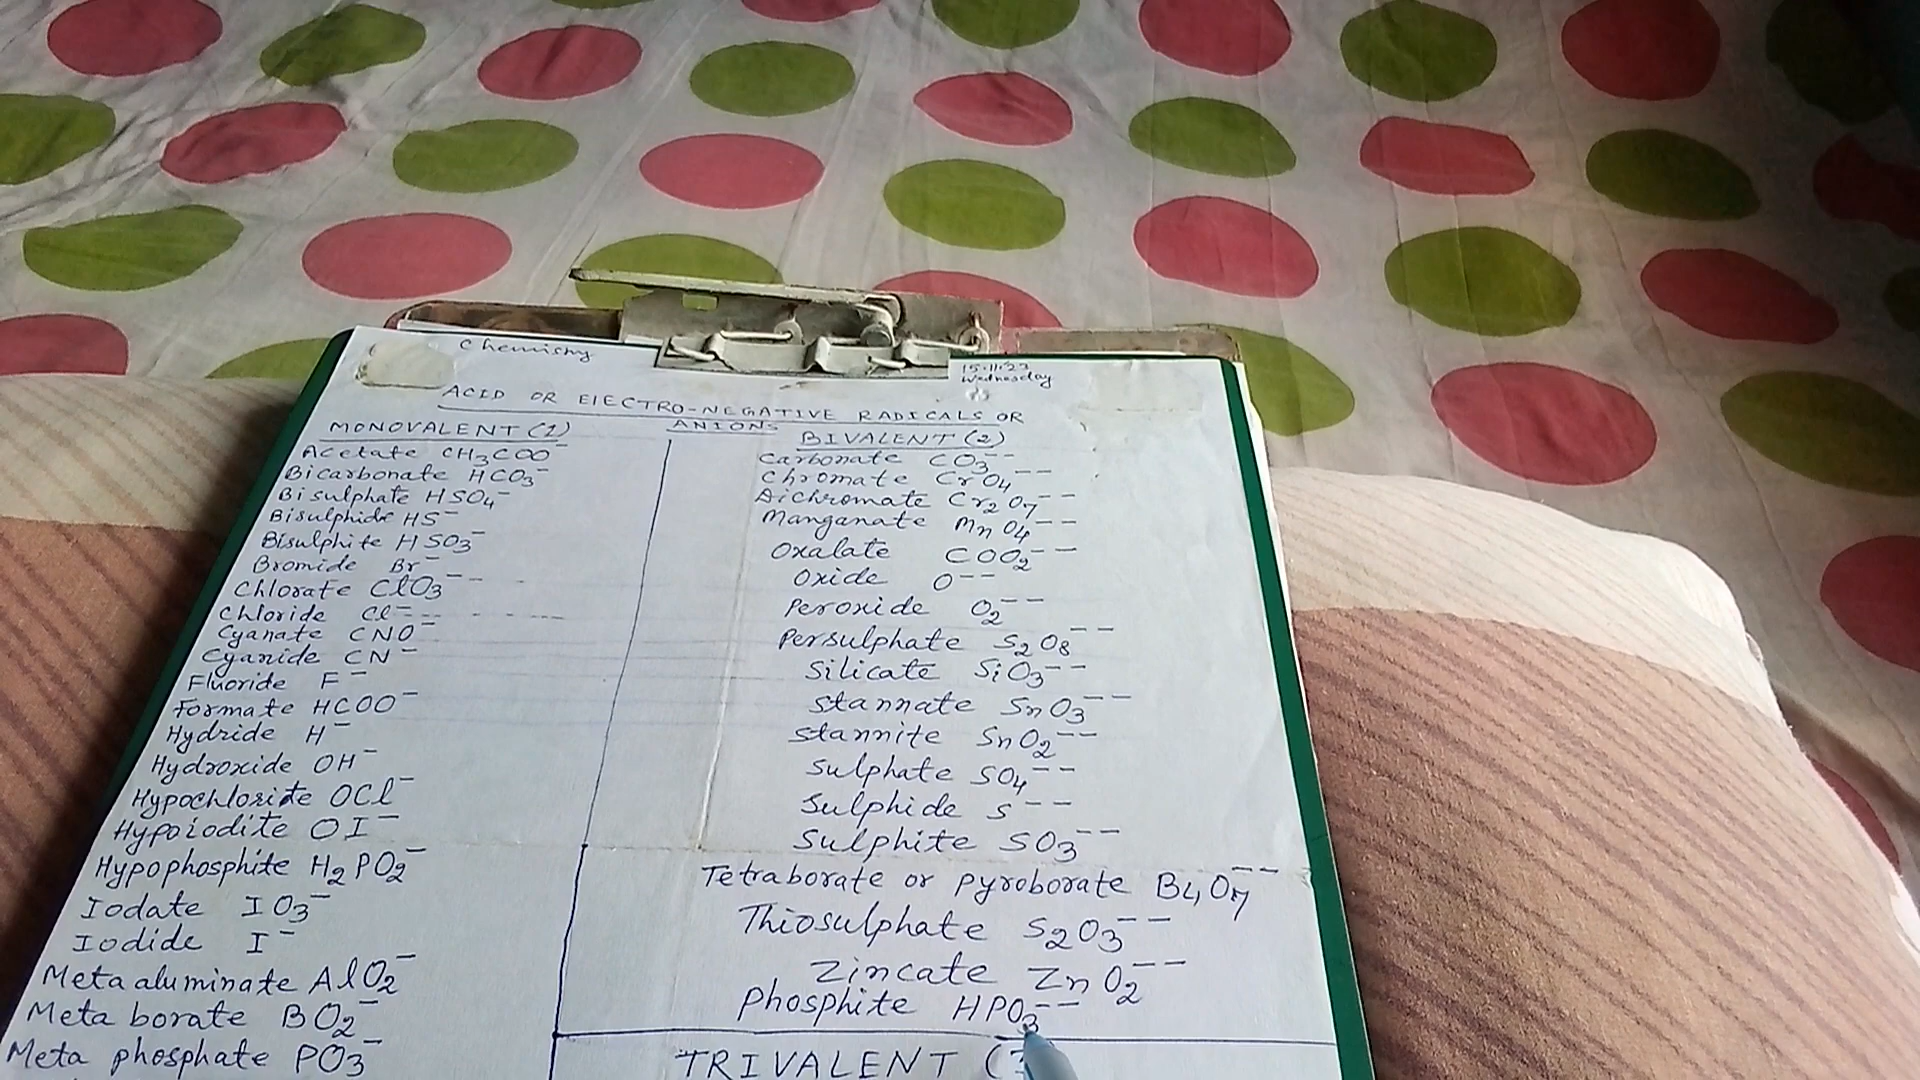 Chemistry
15.11.23
Wednesday
ACID OR ElECTRO-NEGATIVE RADICALS OR
ANIONS
MONOVALENT (1)
Acetate CH₃COO⁻
Bicarbonate HCO₃⁻
Bisulphate HSO₄⁻
Bisulphide HS⁻
Bisulphite HSO₃⁻
Bromide Br⁻
Chlorate ClO₃⁻
Chloride Cl⁻
Cyanate CNO⁻
Cyanide CN⁻
Fluoride F⁻
Formate HCOO⁻
Hydride H⁻
Hydroxide OH⁻
Hypochlorite OCl⁻
Hypoiodite OI⁻
Hypophosphite H₂PO₂⁻
Iodate IO₃⁻
Iodide I⁻
Meta aluminate AlO₂⁻
Meta borate BO₂⁻
Meta phosphate PO₃⁻
BIVALENT (2)
Carbonate CO₃⁻⁻
Chromate CrO₄⁻⁻
Dichromate Cr₂O₇⁻⁻
Manganate MnO₄⁻⁻
Oxalate COO₂⁻⁻
Oxide O⁻⁻
Peroxide O₂⁻⁻
Persulphate S₂O₈⁻⁻
Silicate SiO₃⁻⁻
Stannate SnO₃⁻⁻
Stannite SnO₂⁻⁻
Sulphate SO₄⁻⁻
Sulphide S⁻⁻
Sulphite SO₃⁻⁻
Tetraborate or pyroborate B₄O₇⁻⁻
Thiosulphate S₂O₃⁻⁻
Zincate ZnO₂⁻⁻
Phosphite HPO₃⁻⁻
TRIVALENT